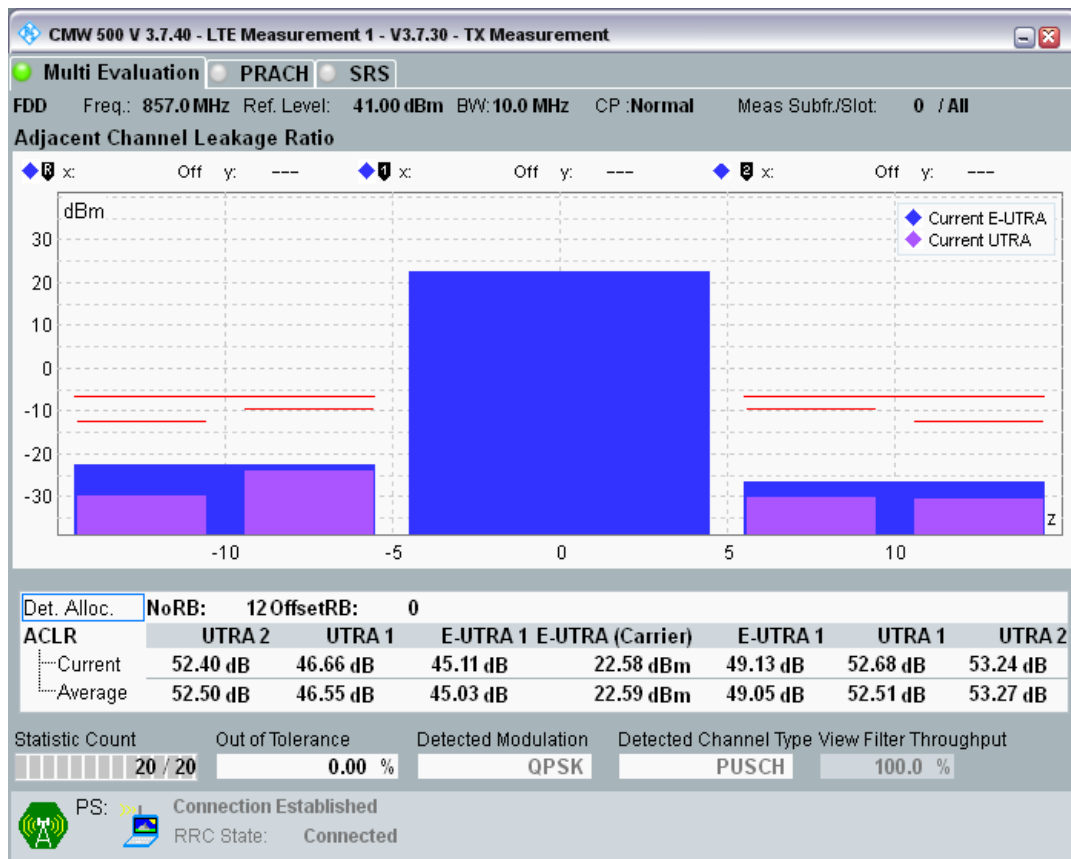 CMW 500 V 3.7.40 - LTE Measurement 1 - V3.7.30 - TX Measurement
Multi Evaluation PRACH SRS
FDD Freq.: 857.0 MHz Ref. Level: 41.00 dBm BW: 10.0 MHz CP :Normal Meas Subfr./Slot: 0 / All
Adjacent Channel Leakage Ratio
R x: Off y: --- 1 x: Off y: --- 2 x: Off y: ---
dBm
Current E-UTRA
Current UTRA
30
20
10
0
-10
-20
-30
z
-10 -5 0 5 10
Det. Alloc. NoRB: 12 OffsetRB: 0
ACLR UTRA 2 UTRA 1 E-UTRA 1 E-UTRA (Carrier) E-UTRA 1 UTRA 1 UTRA 2
Current 52.40 dB 46.66 dB 45.11 dB 22.58 dBm 49.13 dB 52.68 dB 53.24 dB
Average 52.50 dB 46.55 dB 45.03 dB 22.59 dBm 49.05 dB 52.51 dB 53.27 dB
Statistic Count Out of Tolerance Detected Modulation Detected Channel Type View Filter Throughput
20 / 20 0.00 % QPSK PUSCH 100.0 %
PS: Connection Established
RRC State: Connected